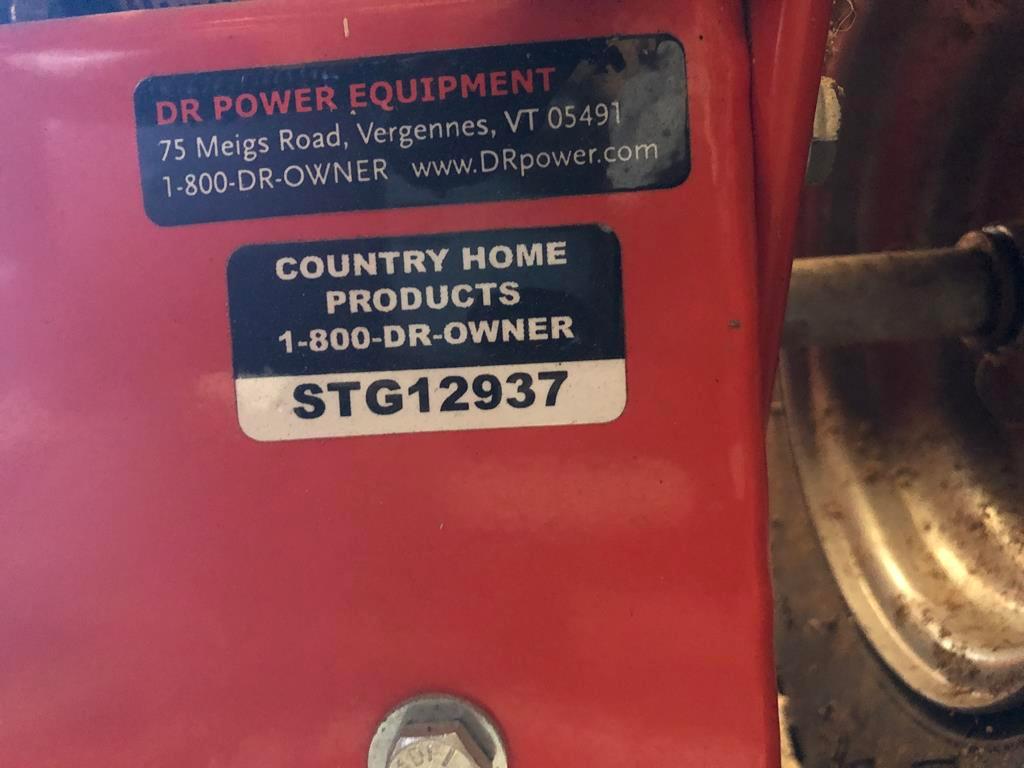 DR POWER EQUIPMENT
75 Meigs Road, Vergennes, VT 05491
1-800-DR-OWNER www.DRpower.com
COUNTRY HOME
PRODUCTS
1-800-DR-OWNER
STG12937